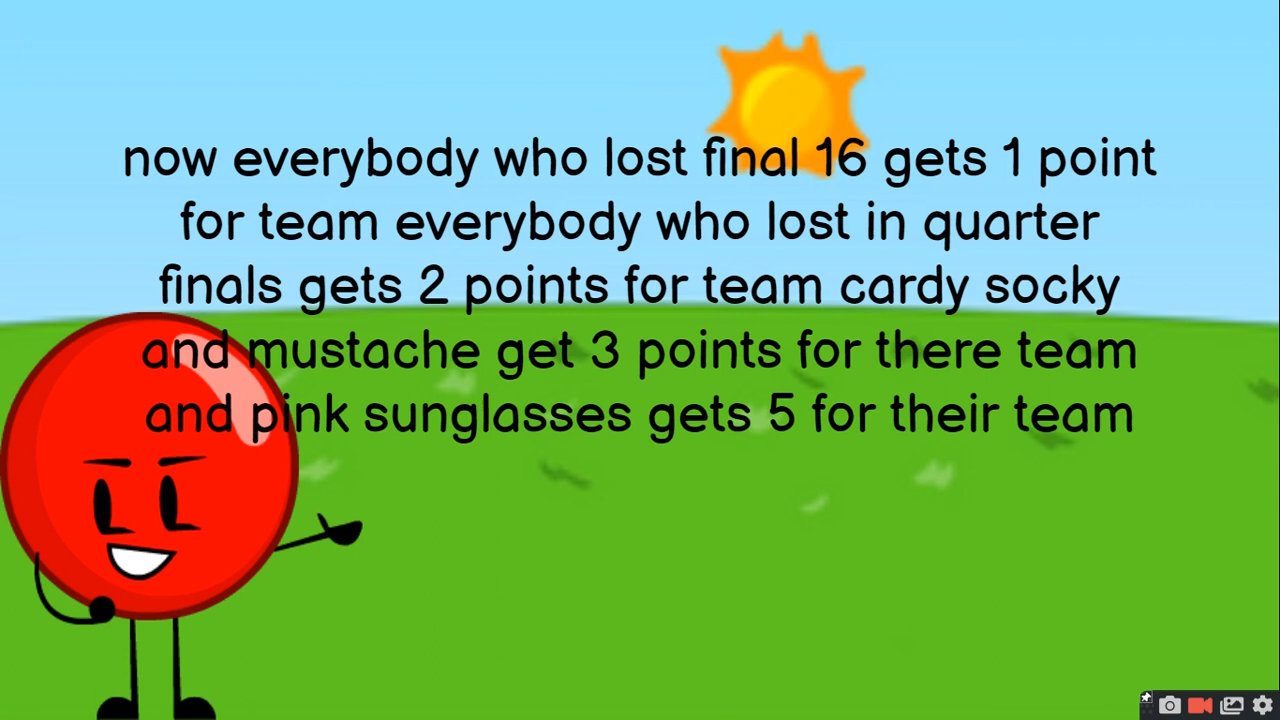 now everybody who lost final 16 gets 1 point
for team everybody who lost in quarter
finals gets 2 points for team cardy socky
and mustache get 3 points for there team
and pink sunglasses gets 5 for their team